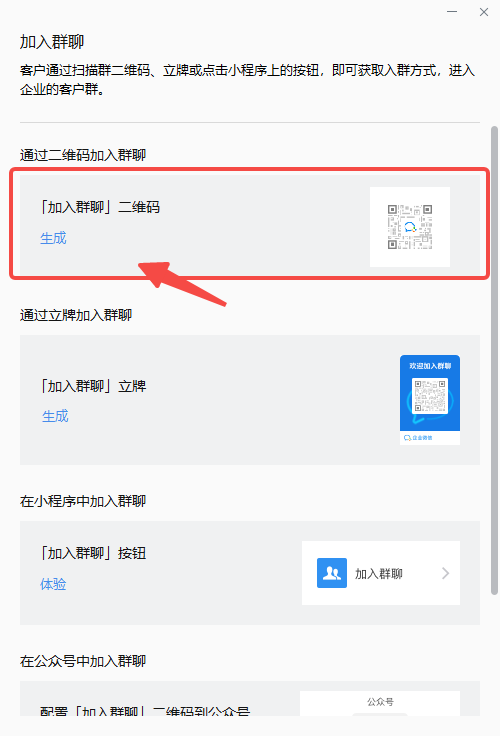 加入群聊
客户通过扫描群二维码、立牌或点击小程序上的按钮，即可获取入群方式，进入
企业的客户群。
通过二维码加入群聊
「加入群聊」二维码
生成
通过立牌加入群聊
「加入群聊」立牌
生成
欢迎加入群聊
企业微信
在小程序中加入群聊
「加入群聊」按钮
体验
加入群聊
在公众号中加入群聊
配置「加入群聊」二维码到公众号
公众号